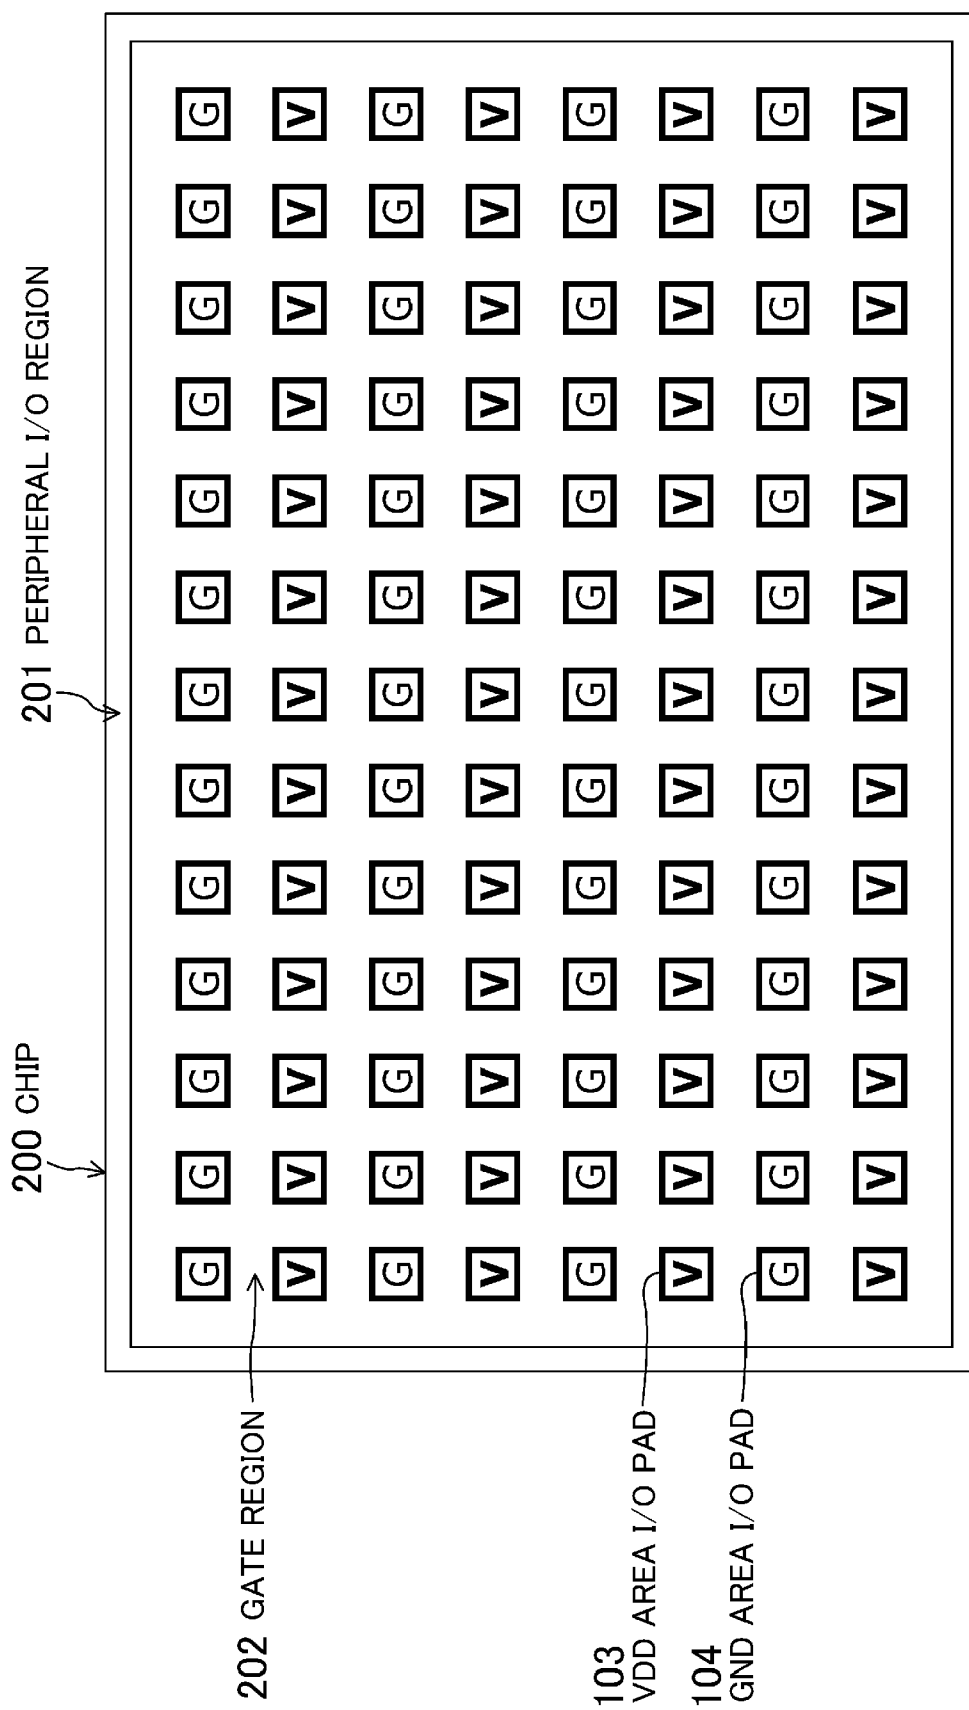 200 CHIP
201 PERIPHERAL I/O REGION
G G G G G G G G G G G G G
202 GATE REGION
V V V V V V V V V V V V V
G G G G G G G G G G G G G
V V V V V V V V V V V V V
G G G G G G G G G G G G G
103
VDD AREA I/O PAD
V V V V V V V V V V V V V
104
GND AREA I/O PAD
G G G G G G G G G G G G G
V V V V V V V V V V V V V